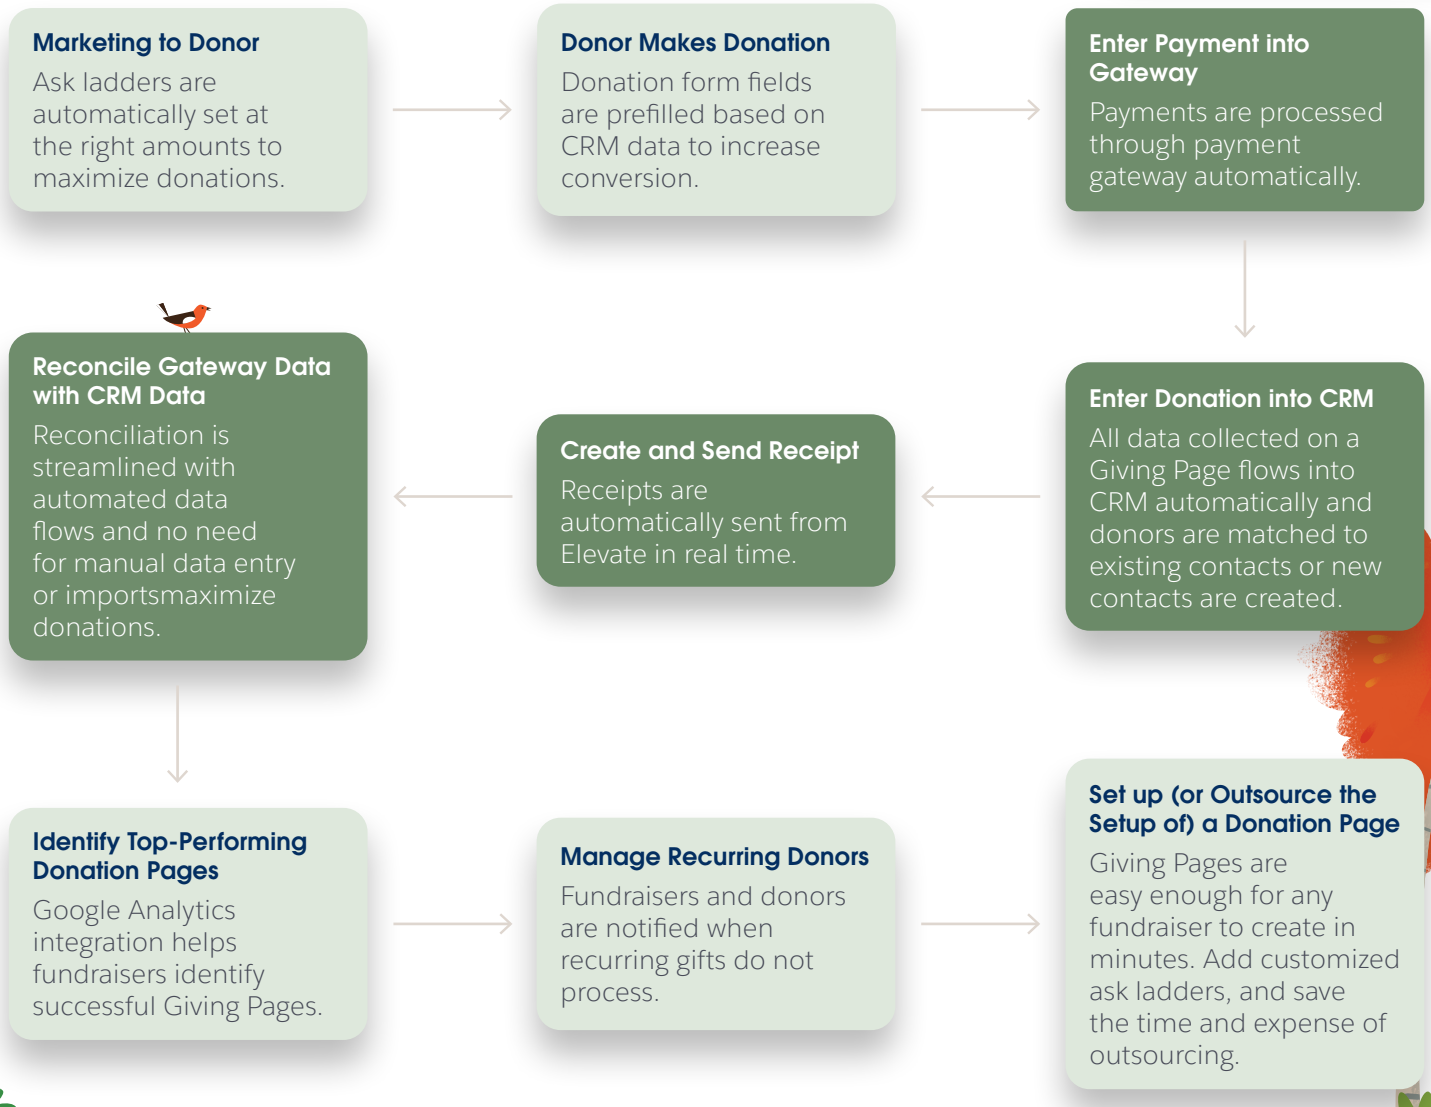 Marketing to Donor
Ask ladders are
automatically set at
the right amounts to
maximize donations.
Donor Makes Donation
Donation form fields
are prefilled based on
CRM data to increase
conversion.
Enter Payment into
Gateway
Payments are processed
through payment
gateway automatically.
Enter Donation into CRM
All data collected on a
Giving Page flows into
CRM automatically and
donors are matched to
existing contacts or new
contacts are created.
Create and Send Receipt
Receipts are
automatically sent from
Elevate in real time.
Reconcile Gateway Data
with CRM Data
Reconciliation is
streamlined with
automated data
flows and no need
for manual data entry
or importsmaximize
donations.
Identify Top-Performing
Donation Pages
Google Analytics
integration helps
fundraisers identify
successful Giving Pages.
Manage Recurring Donors
Fundraisers and donors
are notified when
recurring gifts do not
process.
Set up (or Outsource the
Setup of) a Donation Page
Giving Pages are
easy enough for any
fundraiser to create in
minutes. Add customized
ask ladders, and save
the time and expense of
outsourcing.